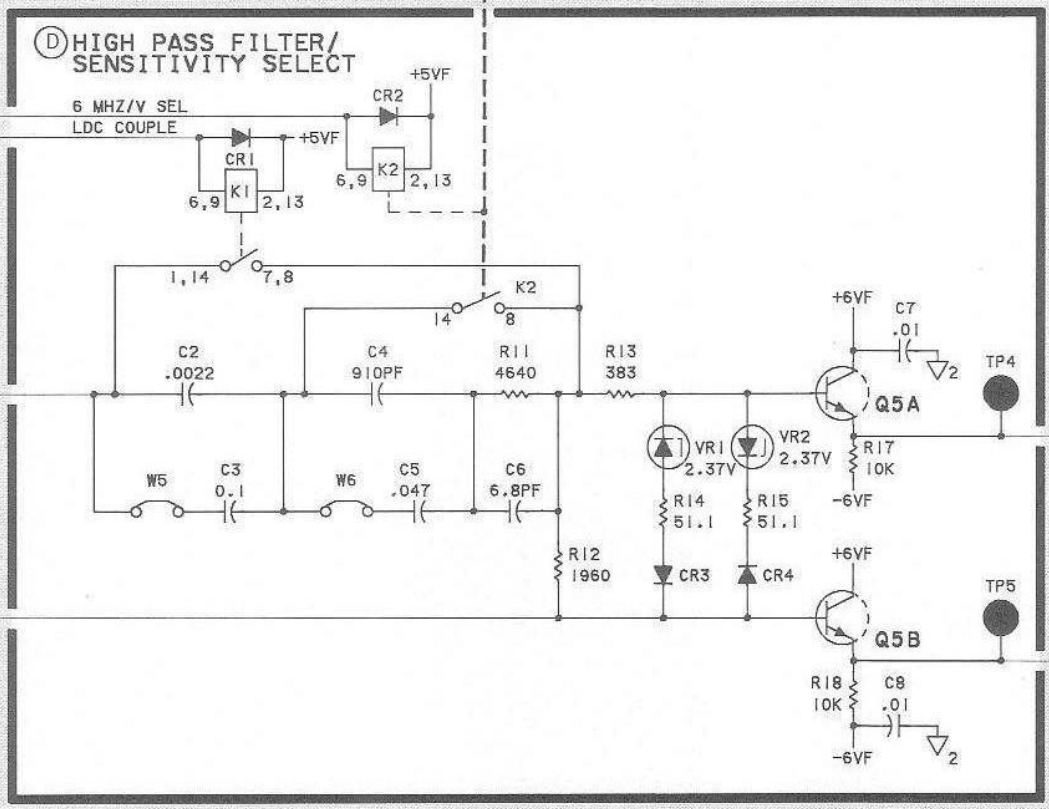 D HIGH PASS FILTER/
SENSITIVITY SELECT
+5VF
6 MHZ/V SEL
CR2
LDC COUPLE
+5VF
CR1
K2
6,9
2,13
K1
6,9
2,13
1,14
7,8
K2
14
8
+6VF
C7
.01
2
TP4
C2
.0022
C4
910PF
R11
4640
R13
383
Q5A
VR1
2.37V
VR2
2.37V
R17
10K
-6VF
W5
C3
0.1
W6
C5
.047
C6
6.8PF
R14
51.1
R15
51.1
R12
1960
CR3
CR4
+6VF
TP5
Q5B
R18
10K
C8
.01
-6VF
2